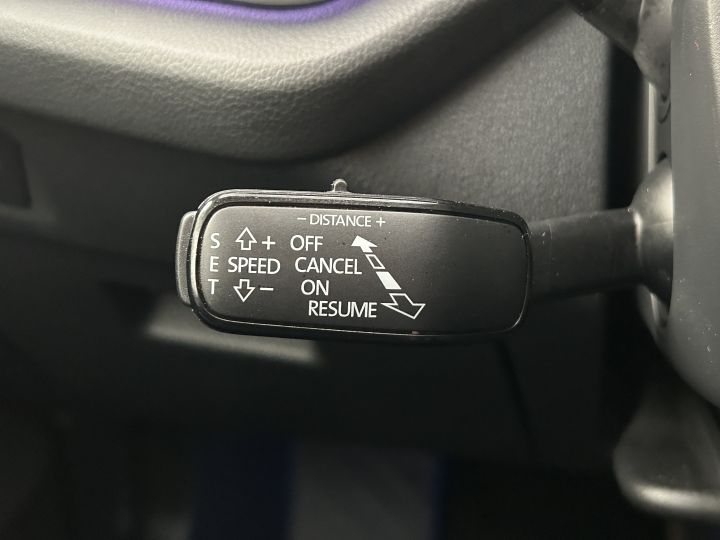 − DISTANCE +
S + OFF
E SPEED CANCEL
T − ON
RESUME